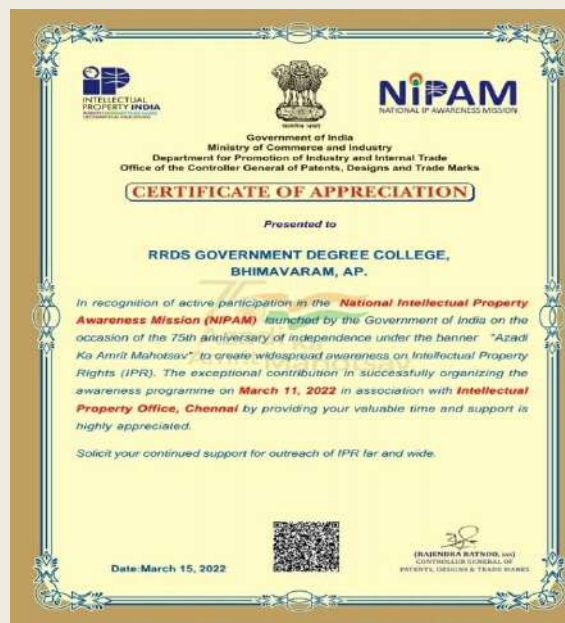 iP
INTELLECTUAL
PROPERTY INDIA
NiPAM
NATIONAL IP AWARENESS MISSION
सत्यमेव जयते
Government of India
Ministry of Commerce and Industry
Department for Promotion of Industry and Internal Trade
Office of the Controller General of Patents, Designs and Trade Marks
CERTIFICATE OF APPRECIATION
Presented to
RRDS GOVERNMENT DEGREE COLLEGE,
BHIMAVARAM, AP.
In recognition of active participation in the National Intellectual Property
Awareness Mission (NIPAM) launched by the Government of India on the
occasion of the 75th anniversary of independence under the banner "Azadi
Ka Amrit Mahotsav" to create widespread awareness on Intellectual Property
Rights (IPR). The exceptional contribution in successfully organizing the
awareness programme on March 11, 2022 in association with Intellectual
Property Office, Chennai by providing your valuable time and support is
highly appreciated.
Solicit your continued support for outreach of IPR far and wide.
Date:March 15, 2022
(RAJENDRA RATNOO, IAS)
CONTROLLER GENERAL OF
PATENTS, DESIGNS & TRADE MARKS